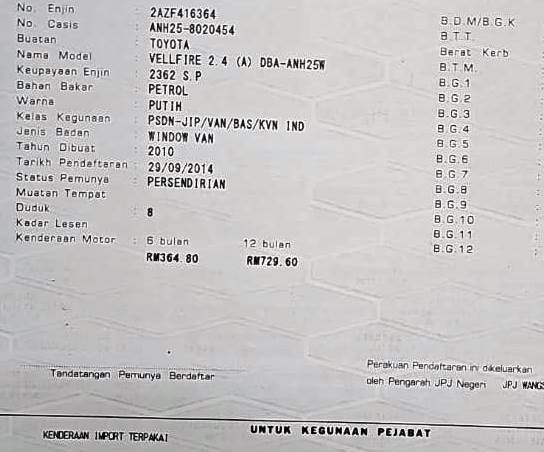 No. Enjin : 2AZF416364 B.D.M/B.G.K
No. Casis : ANH25-8020454 B.T.T.
Buatan : TOYOTA Berat Kerb :
Nama Model : VELLFIRE 2.4 (A) DBA-ANH25W B.T.M. :
Keupayaan Enjin : 2362 S.P B.G.1 :
Bahan Bakar : PETROL B.G.2 :
Warna : PUTIH B.G.3 :
Kelas Kegunaan : PSDN-JIP/VAN/BAS/KVN IND B.G.4 :
Jenis Badan : WINDOW VAN B.G.5 :
Tahun Dibuat : 2010 B.G.6 :
Tarikh Pendaftaran : 29/09/2014 B.G.7 :
Status Pemunya : PERSENDIRIAN B.G.8 :
Muatan Tempat B.G.9 :
Duduk : 8 B.G.10 :
Kadar Lesen B.G.11 :
Kenderaan Motor : 6 bulan 12 bulan B.G.12 :
RM364.80 RM729.60
Tandatangan Pemunya Berdaftar
Perakuan Pendaftaran ini dikeluarkan
oleh Pengarah JPJ Negeri JPJ WANGS
KENDERAAN IMPORT TERPAKAI UNTUK KEGUNAAN PEJABAT